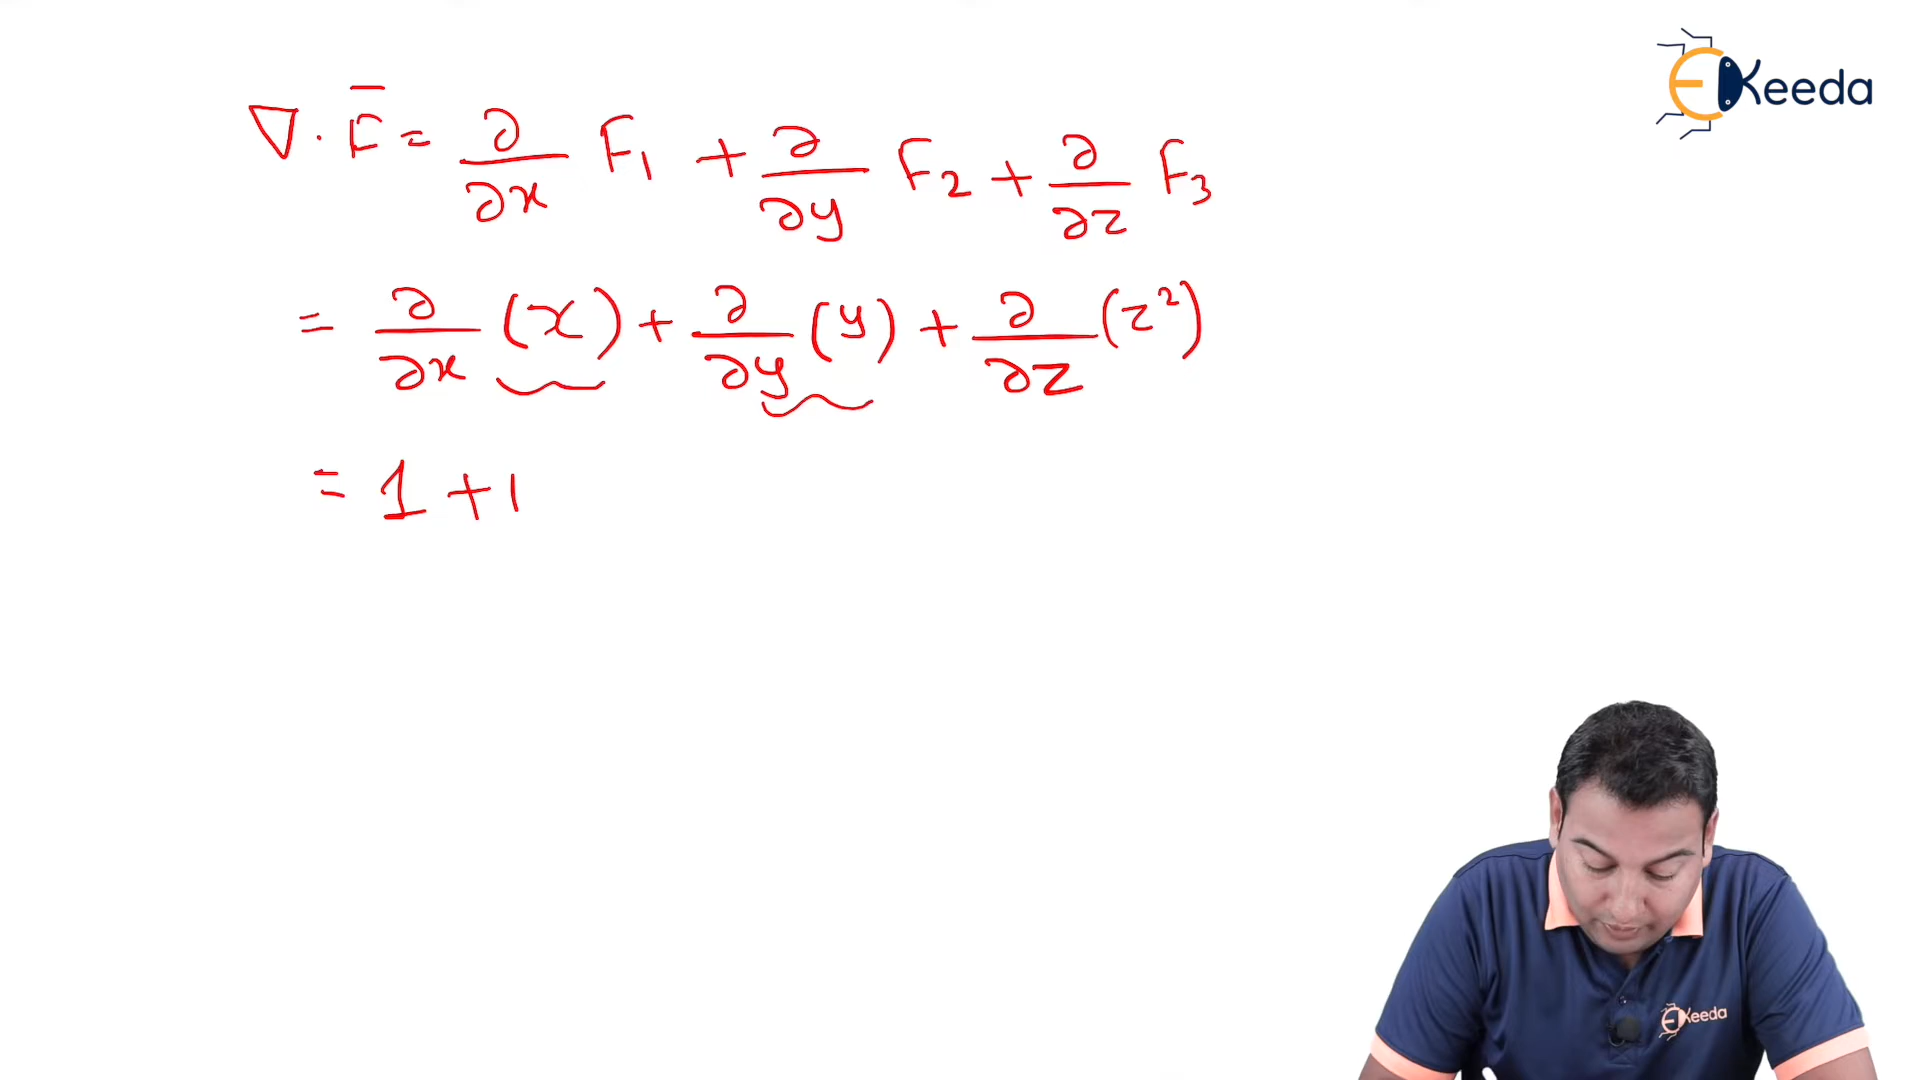 EKeeda
∇ · F̅ = ∂/∂x F₁ + ∂/∂y F₂ + ∂/∂z F₃
= ∂/∂x (x) + ∂/∂y (y) + ∂/∂z (z²)
= 1 + 1
EKeeda